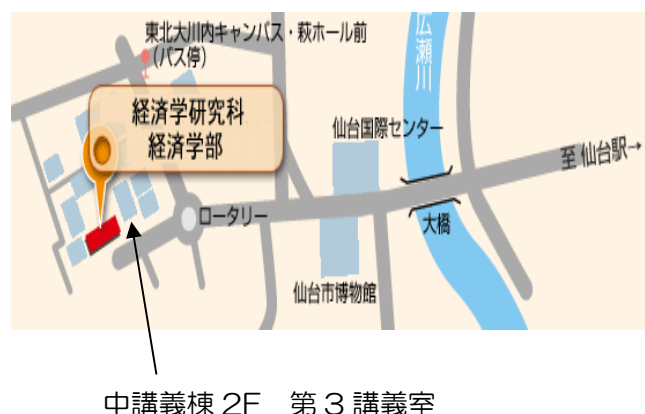 東北大川内キャンパス・萩ホール前
（バス停）
広瀬川
経済学研究科
経済学部
仙台国際センター
至 仙台駅→
ロータリー
大橋
仙台市博物館
中講義棟 2F　第 3 講義室